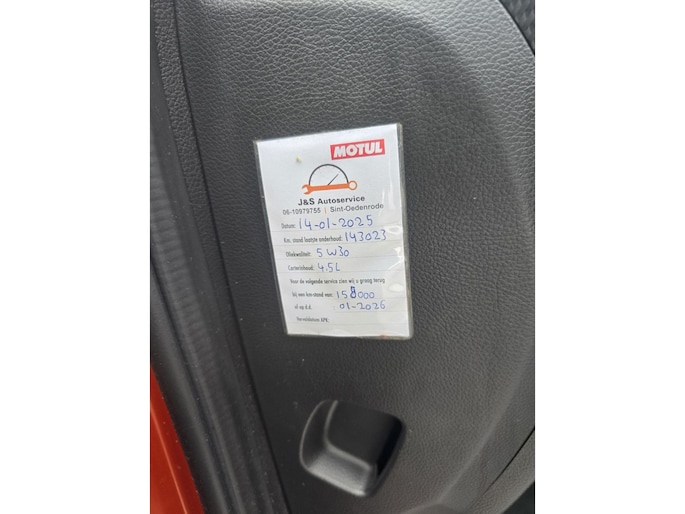 MOTUL
J&S Autoservice
06-10979755 | Sint-Oedenrode
Datum: 14-01-2025
Km. stand laatste onderhoud: 143023
Oliekwaliteit: 5w30
Carterinhoud: 4.5L
Voor de volgende service zien wij u graag terug
bij een km-stand van: 158000
of op d.d. 01-2026
Vervaldatum APK: